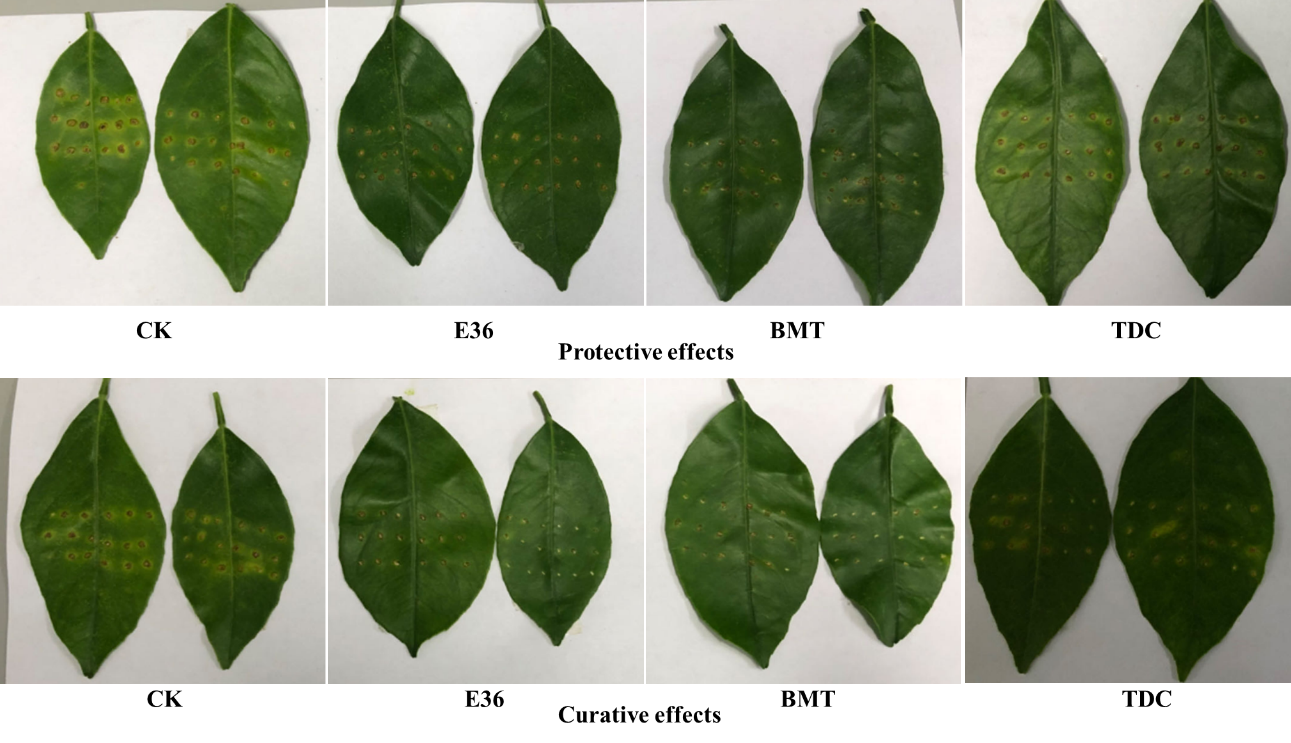 CK E36 BMT TDC
Protective effects
CK E36 BMT TDC
Curative effects